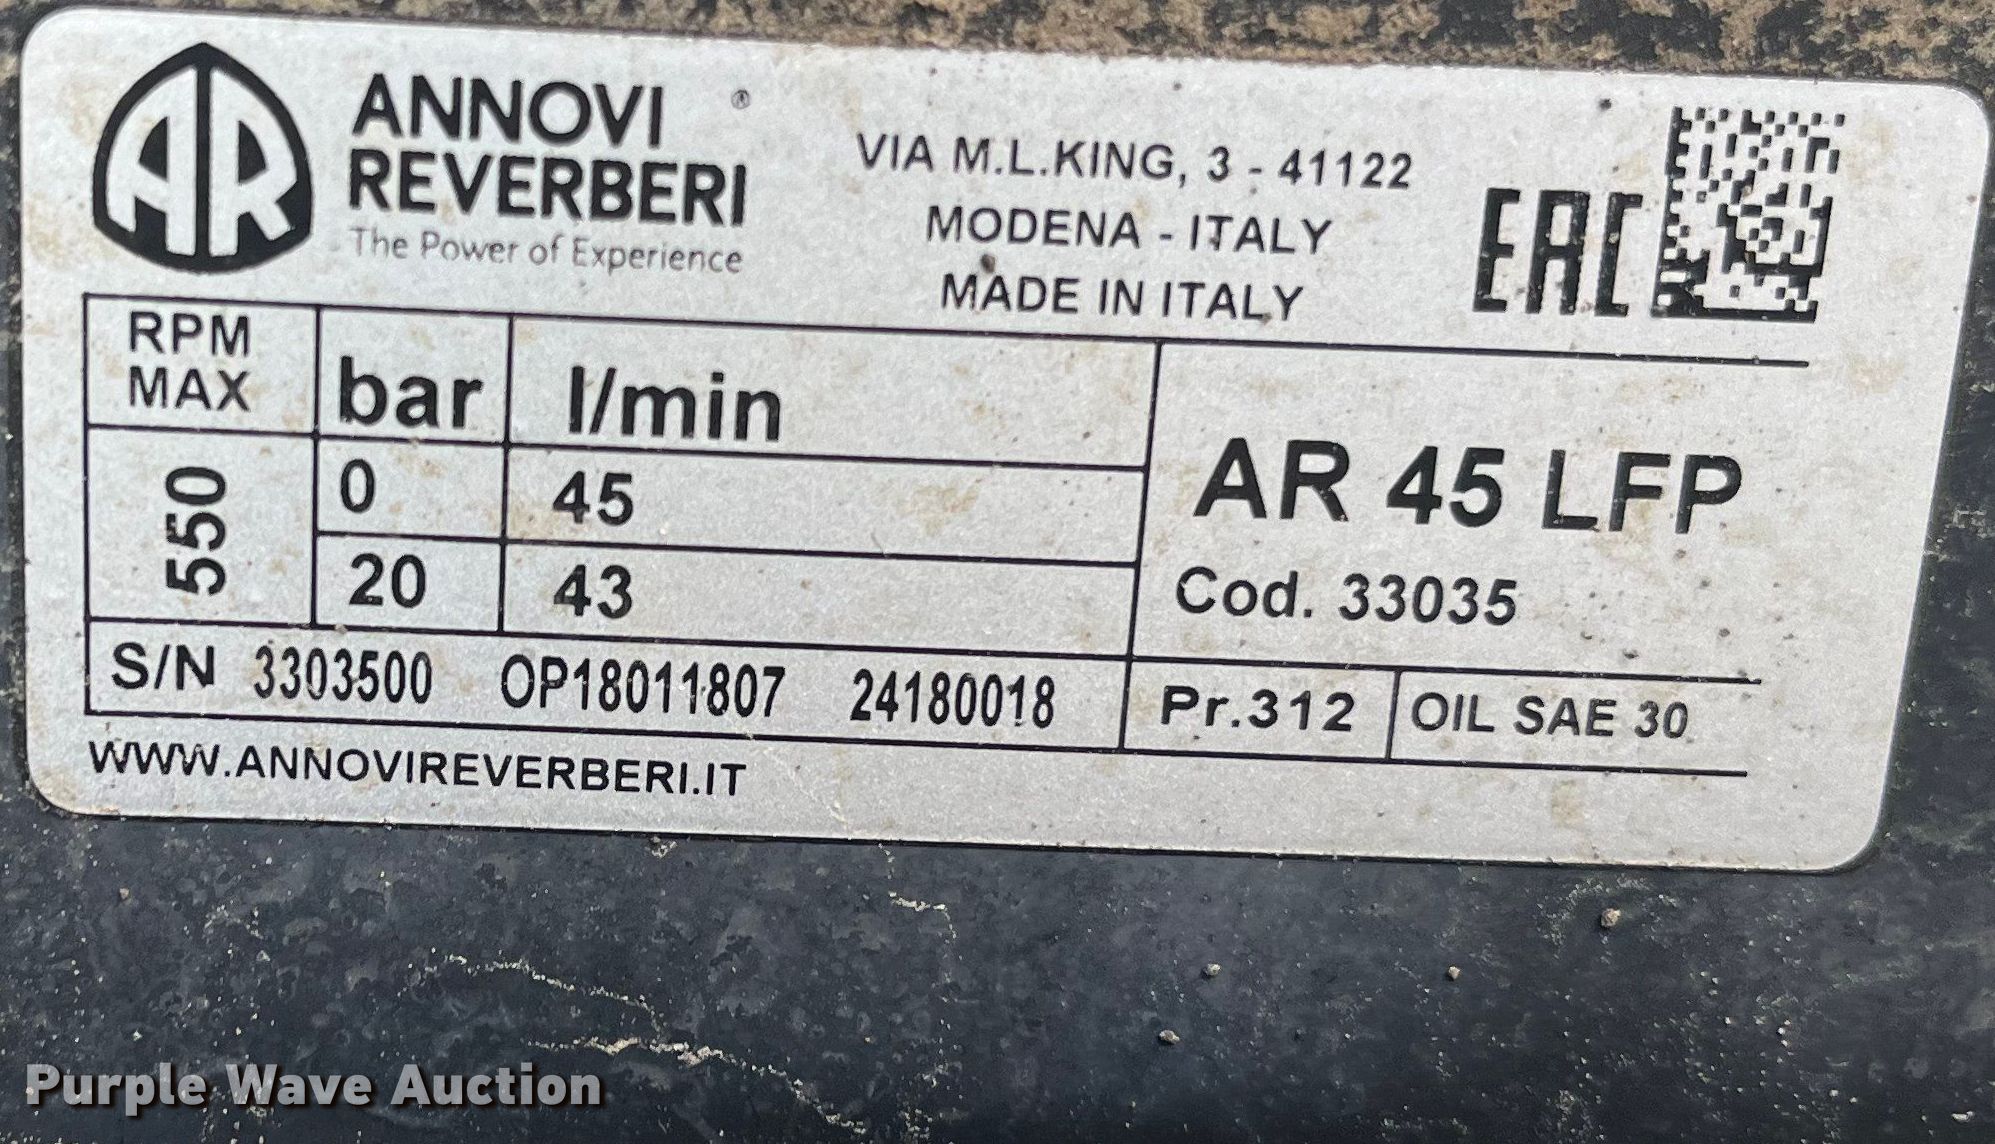 AR
ANNOVI ®
REVERBERI
The Power of Experience
VIA M.L.KING, 3 - 41122
MODENA - ITALY
MADE IN ITALY
EAC
RPM
MAX
bar
l/min
550
0
45
20
43
AR 45 LFP
Cod. 33035
S/N 3303500 OP18011807 24180018
Pr.312
OIL SAE 30
WWW.ANNOVIREVERBERI.IT
Purple Wave Auction